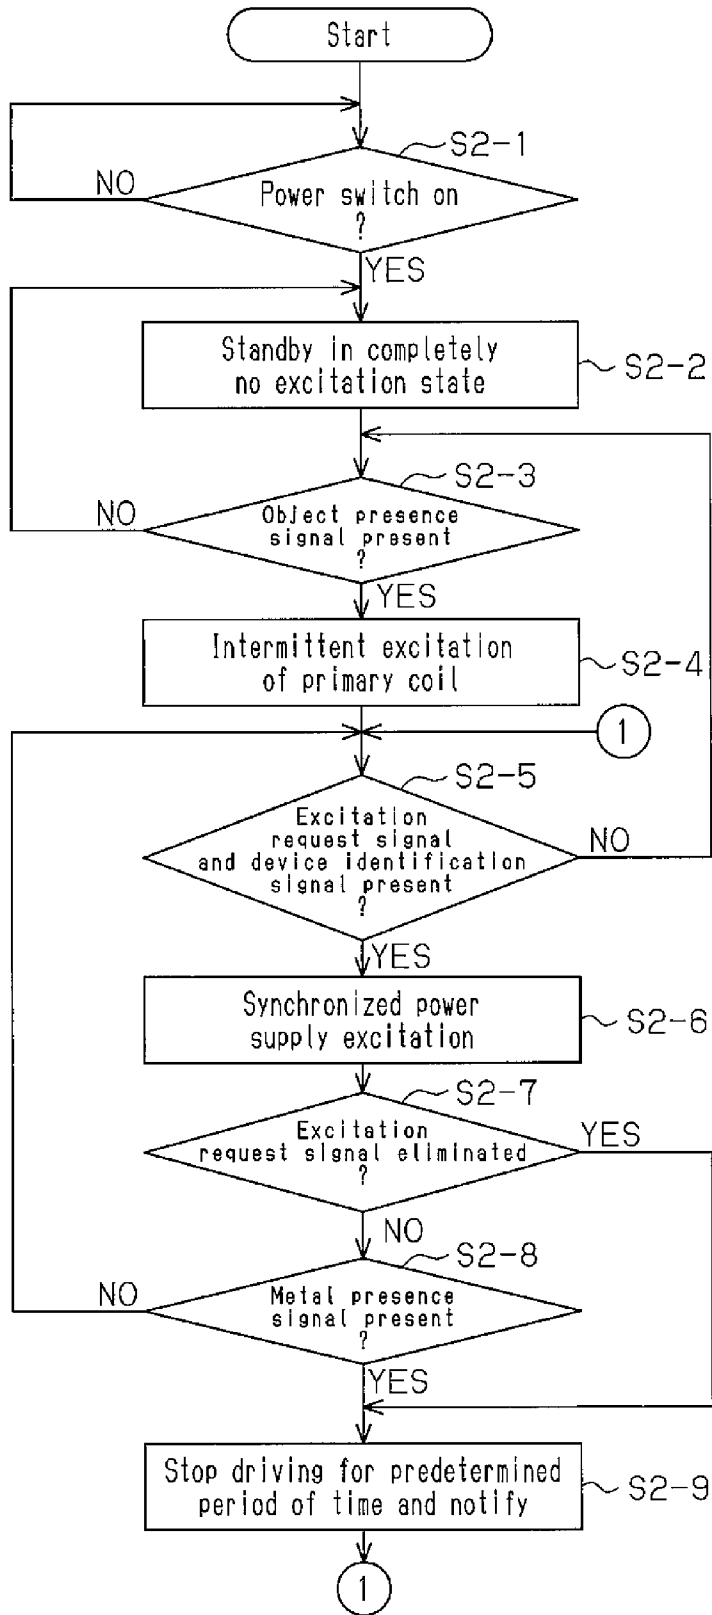 Start
S2-1
NO
Power switch on
?
YES
Standby in completely
no excitation state
S2-2
S2-3
NO
Object presence
signal present
?
YES
Intermittent excitation
of primary coil
S2-4
1
S2-5
Excitation
request signal
and device identification
signal present
?
NO
YES
Synchronized power
supply excitation
S2-6
S2-7
Excitation
request signal eliminated
?
YES
NO
S2-8
NO
Metal presence
signal present
?
YES
Stop driving for predetermined
period of time and notify
S2-9
1